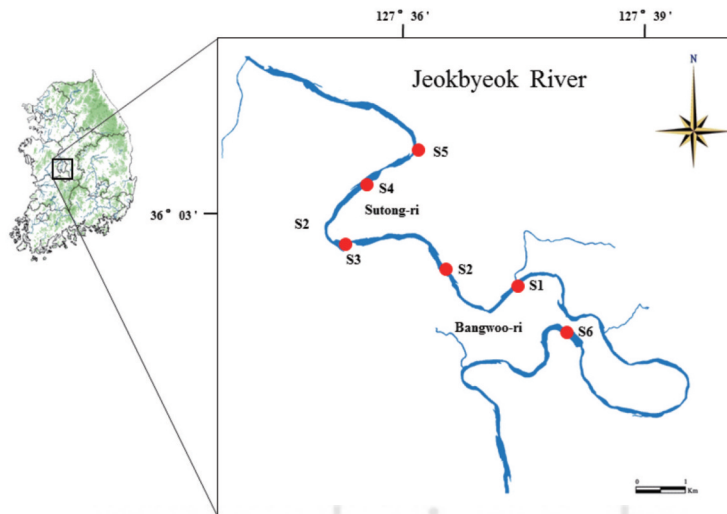 127° 36 '
127° 39 '
Jeokbyeok River
N
S5
S4
Sutong-ri
36° 03 '
S2
S3
S2
S1
Bangwoo-ri
S6
0 1
Km